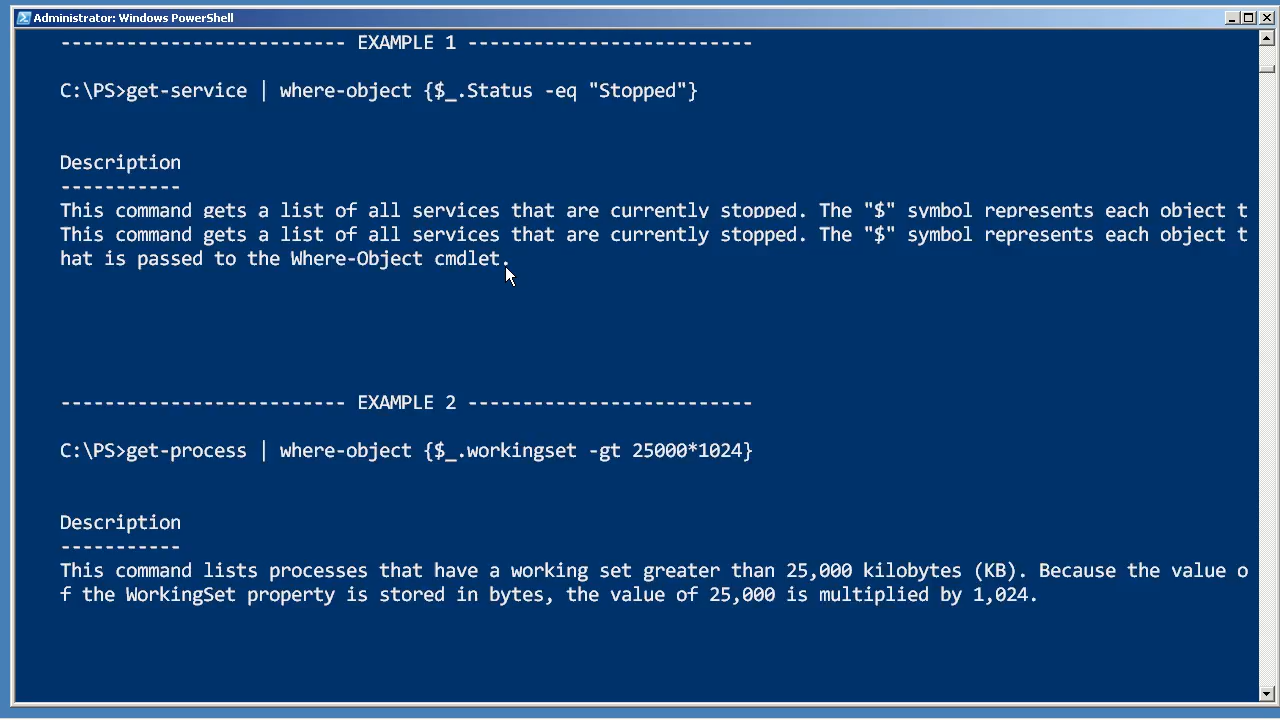 Administrator: Windows PowerShell
-------------------------- EXAMPLE 1 --------------------------
C:\PS>get-service | where-object {$_.Status -eq "Stopped"}
Description
-----------
This command gets a list of all services that are currently stopped. The "$" symbol represents each object t
This command gets a list of all services that are currently stopped. The "$" symbol represents each object t
hat is passed to the Where-Object cmdlet.
-------------------------- EXAMPLE 2 --------------------------
C:\PS>get-process | where-object {$_.workingset -gt 25000*1024}
Description
-----------
This command lists processes that have a working set greater than 25,000 kilobytes (KB). Because the value o
f the WorkingSet property is stored in bytes, the value of 25,000 is multiplied by 1,024.